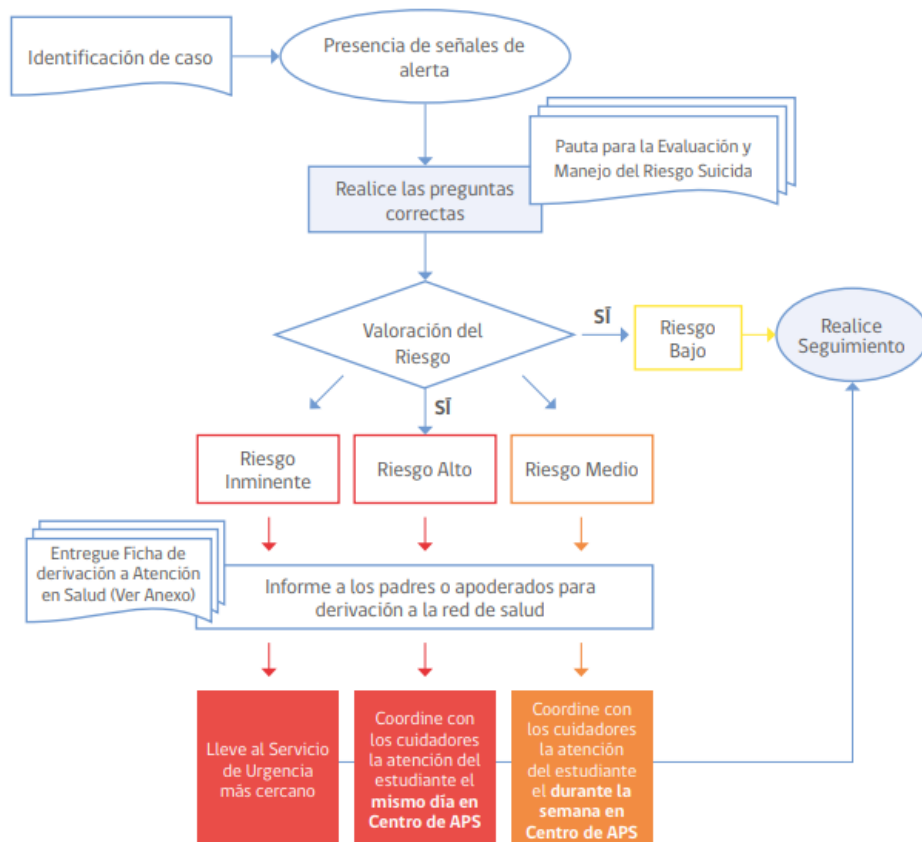 Identificación de caso
Presencia de señales de
alerta
Pauta para la Evaluación y
Manejo del Riesgo Suicida
Realice las preguntas
correctas
Valoración del
Riesgo
SĪ
Riesgo
Bajo
Realice
Seguimiento
SĪ
Riesgo
Inminente
Riesgo Alto
Riesgo Medio
Entregue Ficha de
derivación a Atención
en Salud (Ver Anexo)
Informe a los padres o apoderados para
derivación a la red de salud
Lleve al Servicio
de Urgencia
más cercano
Coordine con
los cuidadores
la atención del
estudiante el
mismo día en
Centro de APS
Coordine con
los cuidadores
la atención
del estudiante
el durante la
semana en
Centro de APS